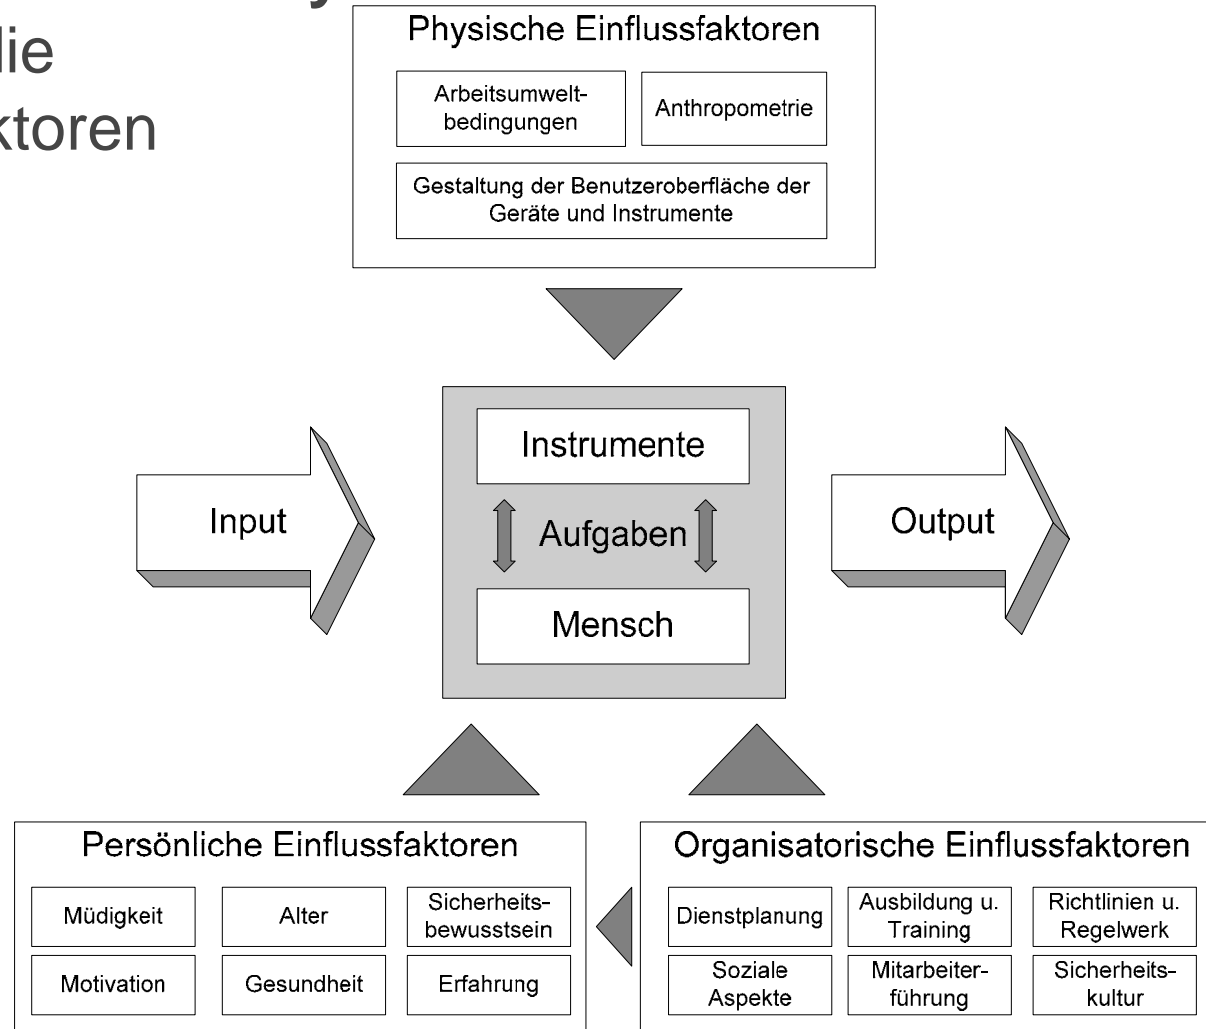 die
ktoren
Physische Einflussfaktoren
Arbeitsumwelt-
bedingungen
Anthropometrie
Gestaltung der Benutzeroberfläche der
Geräte und Instrumente
Instrumente
Input
Aufgaben
Output
Mensch
Persönliche Einflussfaktoren
Müdigkeit
Alter
Sicherheits-
bewusstsein
Motivation
Gesundheit
Erfahrung
Organisatorische Einflussfaktoren
Dienstplanung
Ausbildung u.
Training
Richtlinien u.
Regelwerk
Soziale
Aspekte
Mitarbeiter-
führung
Sicherheits-
kultur